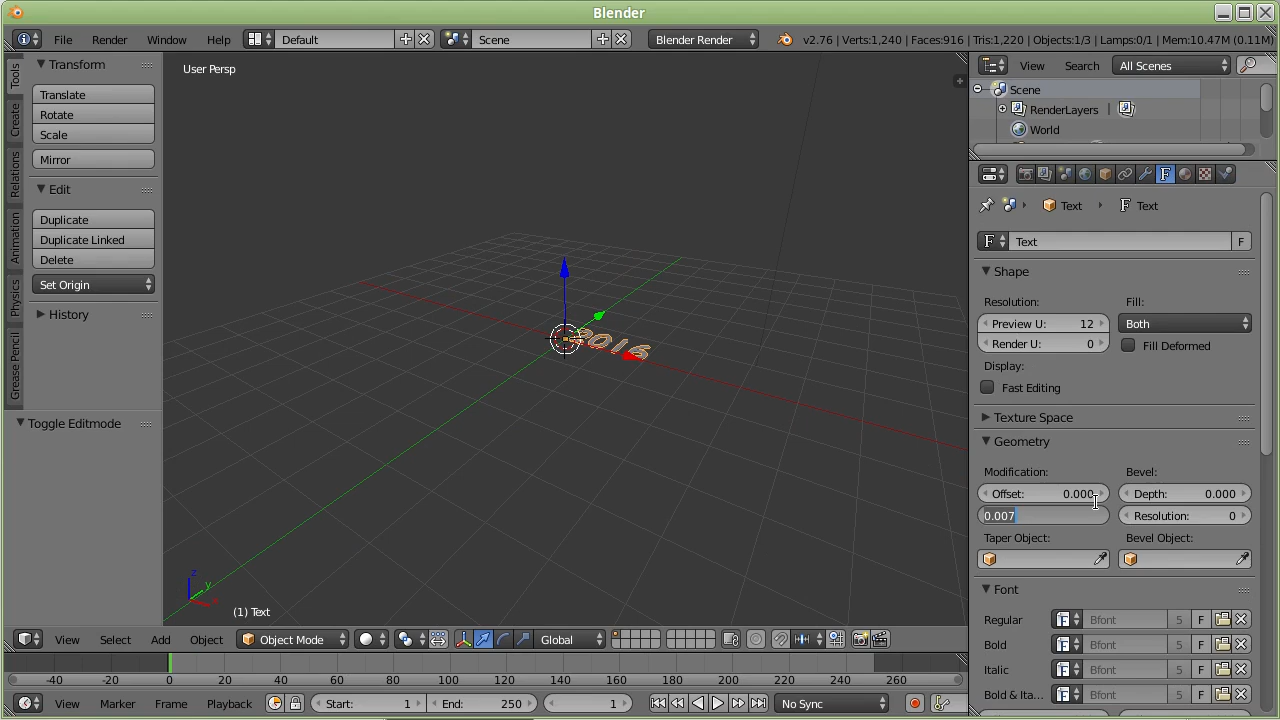 Blender
File Render Window Help Default Scene Blender Render v2.76 | Verts:1,240 | Faces:916 | Tris:1,220 | Objects:1/3 | Lamps:0/1 | Mem:10.47M (0.11M)
Tools
Create
Relations
Animation
Physics
Grease Pencil
Transform
Translate
Rotate
Scale
Mirror
Edit
Duplicate
Duplicate Linked
Delete
Set Origin
History
Toggle Editmode
User Persp
2016
z
y
x
(1) Text
View Select Add Object Object Mode Global
-40 -20 0 20 40 60 80 100 120 140 160 180 200 220 240 260
View Marker Frame Playback Start: 1 End: 250 1 No Sync
View Search All Scenes
Scene
RenderLayers |
World
Text F Text
F Text F
Shape
Resolution: Fill:
Preview U: 12 Both
Render U: 0 Fill Deformed
Display:
Fast Editing
Texture Space
Geometry
Modification: Bevel:
Offset: 0.000 Depth: 0.000
0.007 Resolution: 0
Taper Object: Bevel Object:
Font
Regular F Bfont 5 F
Bold F Bfont 5 F
Italic F Bfont 5 F
Bold & Ita... F Bfont 5 F